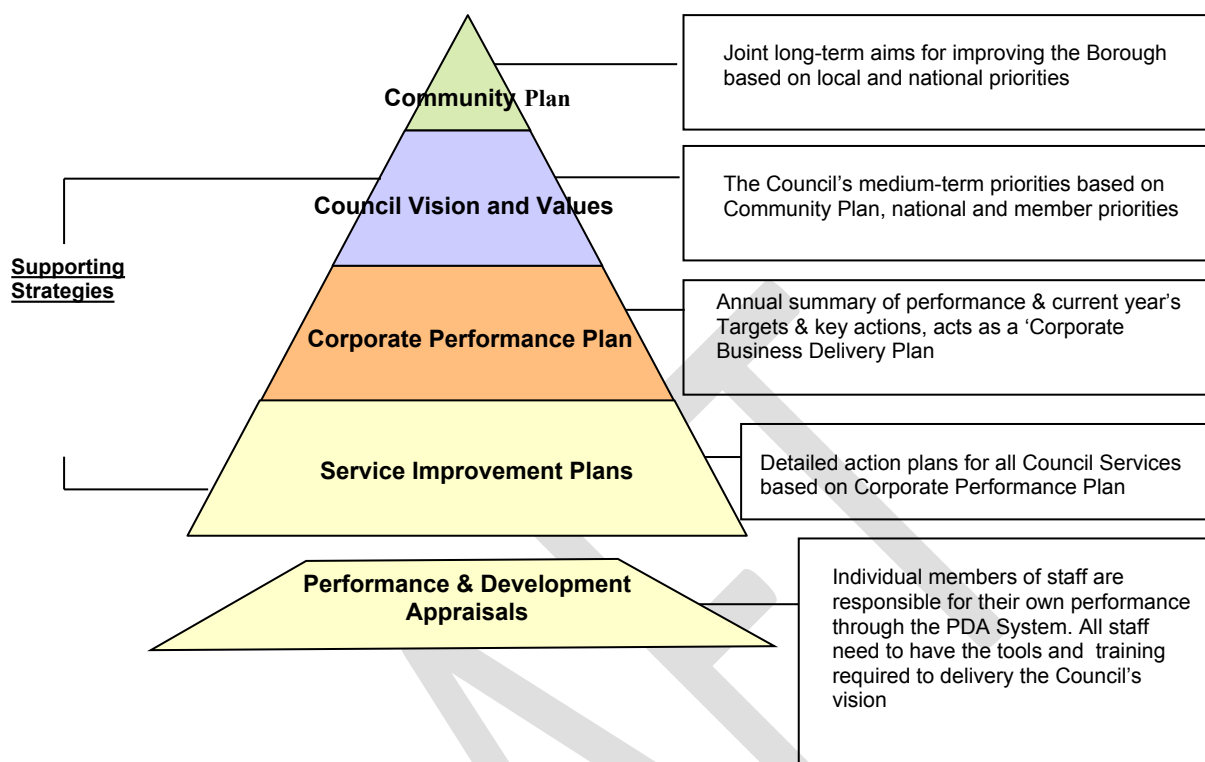 Community Plan
Joint long-term aims for improving the Borough
based on local and national priorities
Council Vision and Values
The Council’s medium-term priorities based on
Community Plan, national and member priorities
Supporting
Strategies
Corporate Performance Plan
Annual summary of performance & current year’s
Targets & key actions, acts as a ‘Corporate
Business Delivery Plan
Service Improvement Plans
Detailed action plans for all Council Services
based on Corporate Performance Plan
Performance & Development
Appraisals
Individual members of staff are
responsible for their own performance
through the PDA System. All staff
need to have the tools and training
required to delivery the Council’s
vision